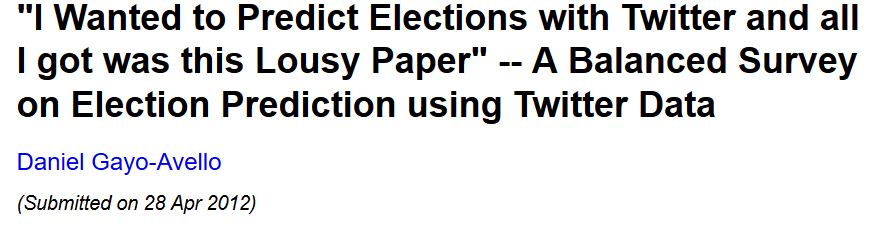 "I Wanted to Predict Elections with Twitter and all
I got was this Lousy Paper" -- A Balanced Survey
on Election Prediction using Twitter Data
Daniel Gayo-Avello
(Submitted on 28 Apr 2012)